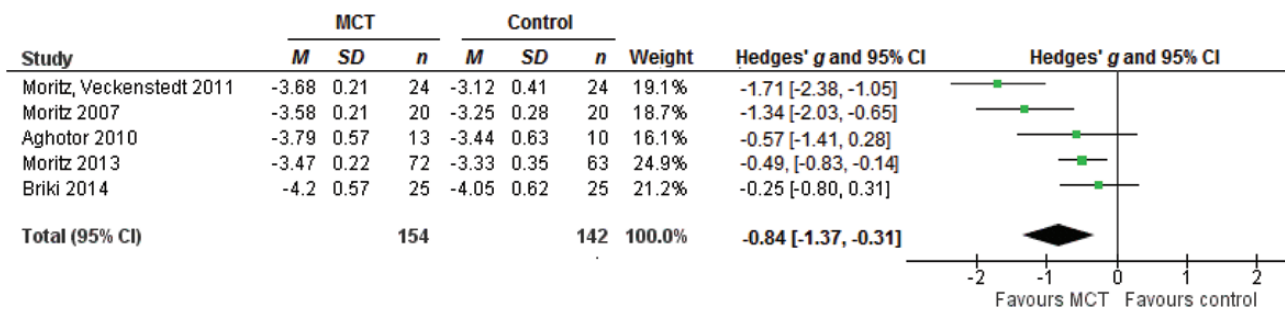 MCT Control
Study M SD n M SD n Weight Hedges' g and 95% CI Hedges' g and 95% CI
Moritz, Veckenstedt 2011 -3.68 0.21 24 -3.12 0.41 24 19.1% -1.71 [-2.38, -1.05]
Moritz 2007 -3.58 0.21 20 -3.25 0.28 20 18.7% -1.34 [-2.03, -0.65]
Aghotor 2010 -3.79 0.57 13 -3.44 0.63 10 16.1% -0.57 [-1.41, 0.28]
Moritz 2013 -3.47 0.22 72 -3.33 0.35 63 24.9% -0.49, [-0.83, -0.14]
Briki 2014 -4.2 0.57 25 -4.05 0.62 25 21.2% -0.25 [-0.80, 0.31]
Total (95% CI) 154 142 100.0% -0.84 [-1.37, -0.31]
-2 -1 0 1 2
Favours MCT Favours control